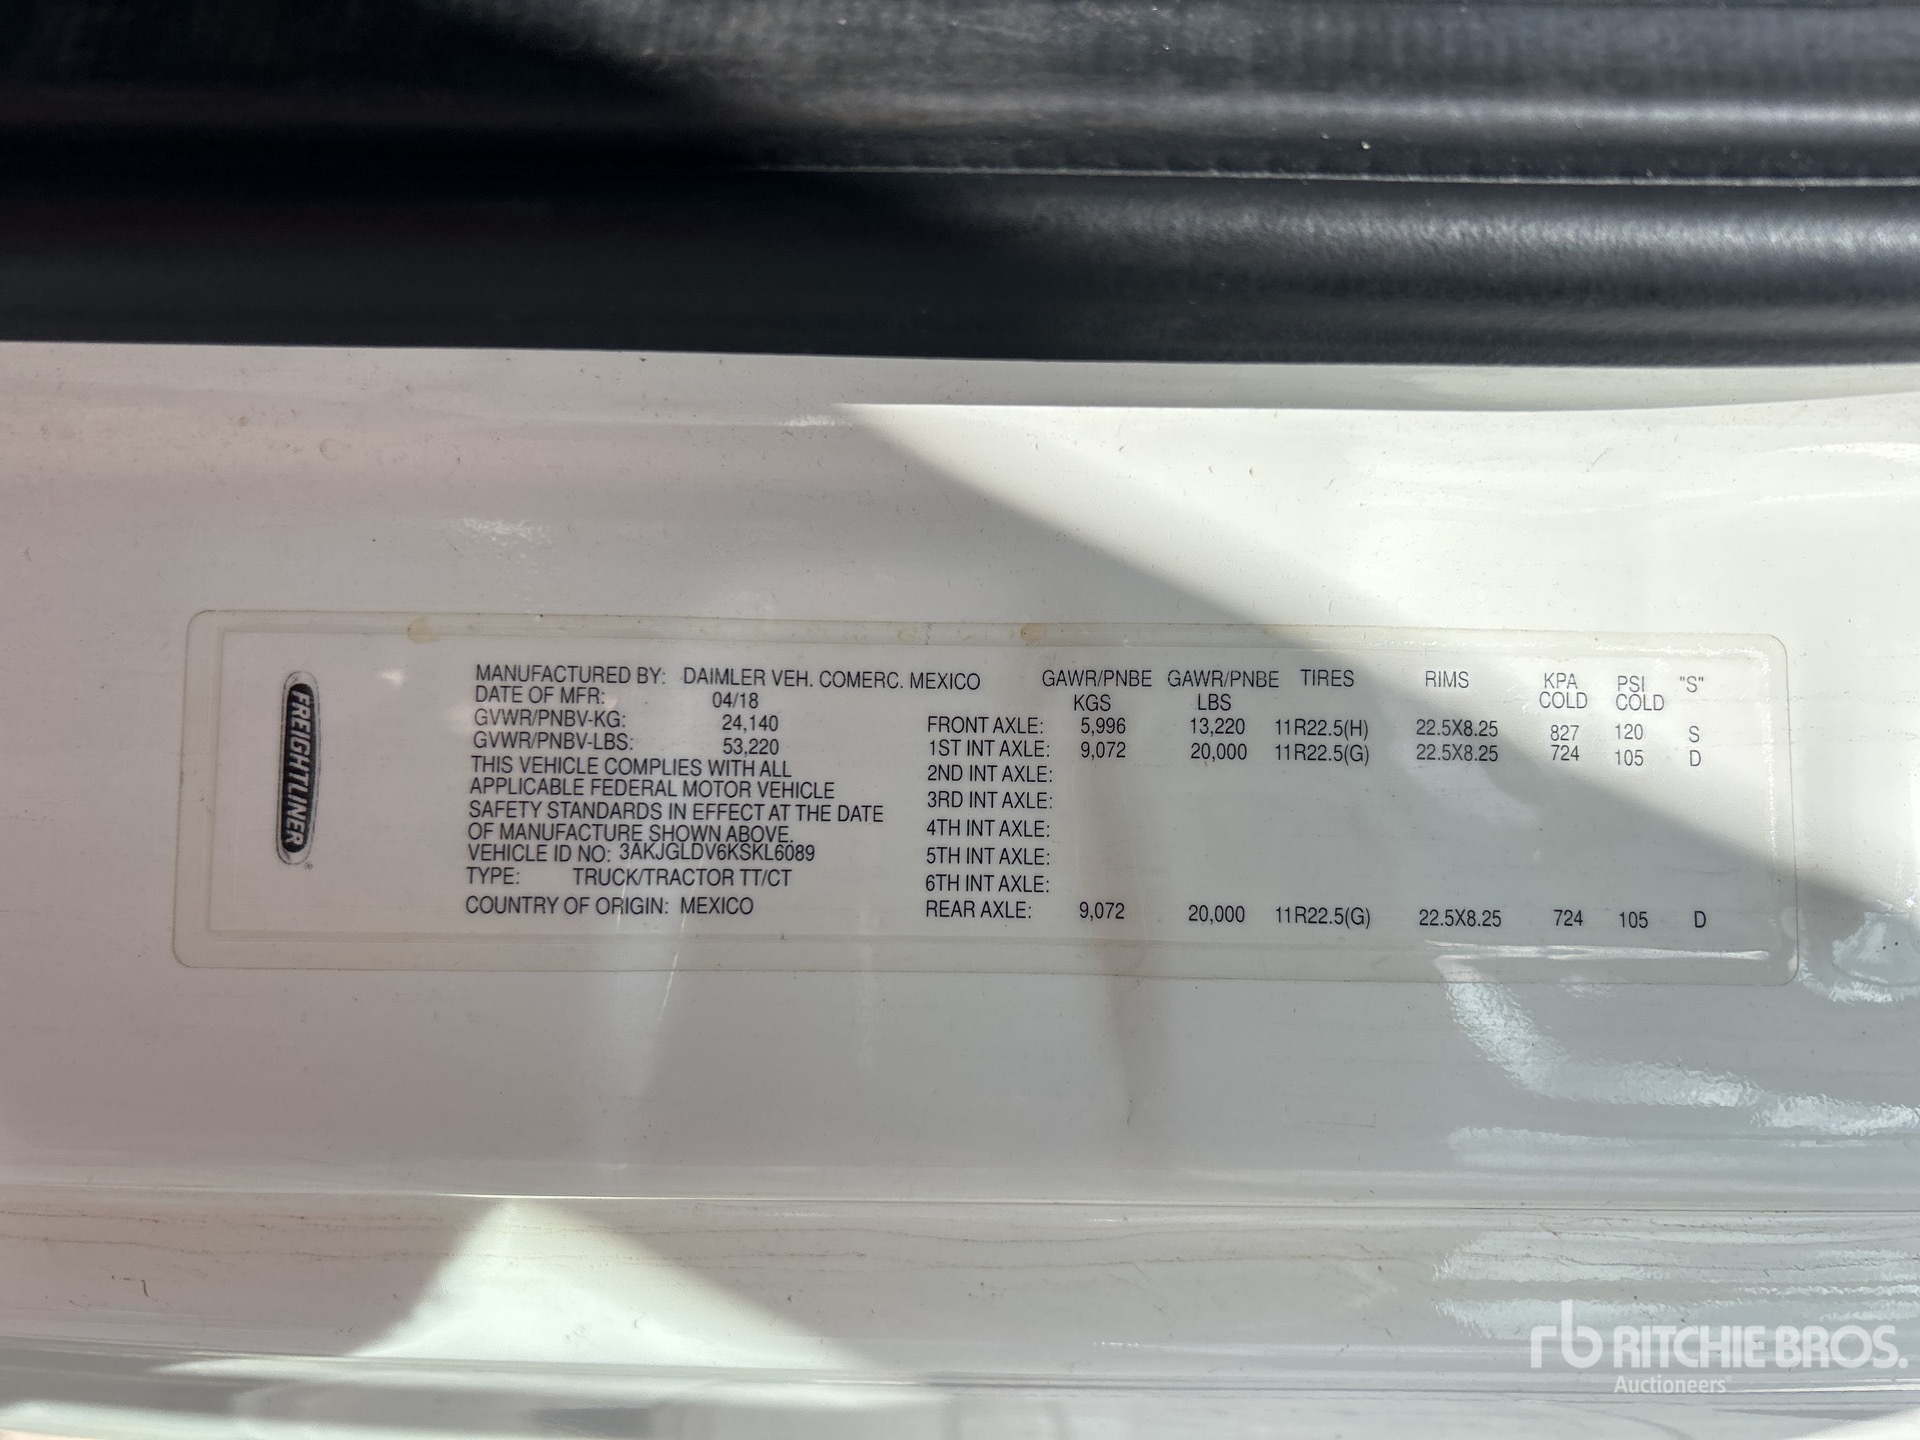 FREIGHTLINER®
MANUFACTURED BY: DAIMLER VEH. COMERC. MEXICO
DATE OF MFR: 04/18
GVWR/PNBV-KG: 24,140
GVWR/PNBV-LBS: 53,220
THIS VEHICLE COMPLIES WITH ALL
APPLICABLE FEDERAL MOTOR VEHICLE
SAFETY STANDARDS IN EFFECT AT THE DATE
OF MANUFACTURE SHOWN ABOVE.
VEHICLE ID NO: 3AKJGLDV6KSKL6089
TYPE: TRUCK/TRACTOR TT/CT
COUNTRY OF ORIGIN: MEXICO
GAWR/PNBE GAWR/PNBE TIRES RIMS KPA PSI "S"
KGS LBS COLD COLD
FRONT AXLE: 5,996 13,220 11R22.5(H) 22.5X8.25 827 120 S
1ST INT AXLE: 9,072 20,000 11R22.5(G) 22.5X8.25 724 105 D
2ND INT AXLE:
3RD INT AXLE:
4TH INT AXLE:
5TH INT AXLE:
6TH INT AXLE:
REAR AXLE: 9,072 20,000 11R22.5(G) 22.5X8.25 724 105 D
rb RITCHIE BROS.
Auctioneers